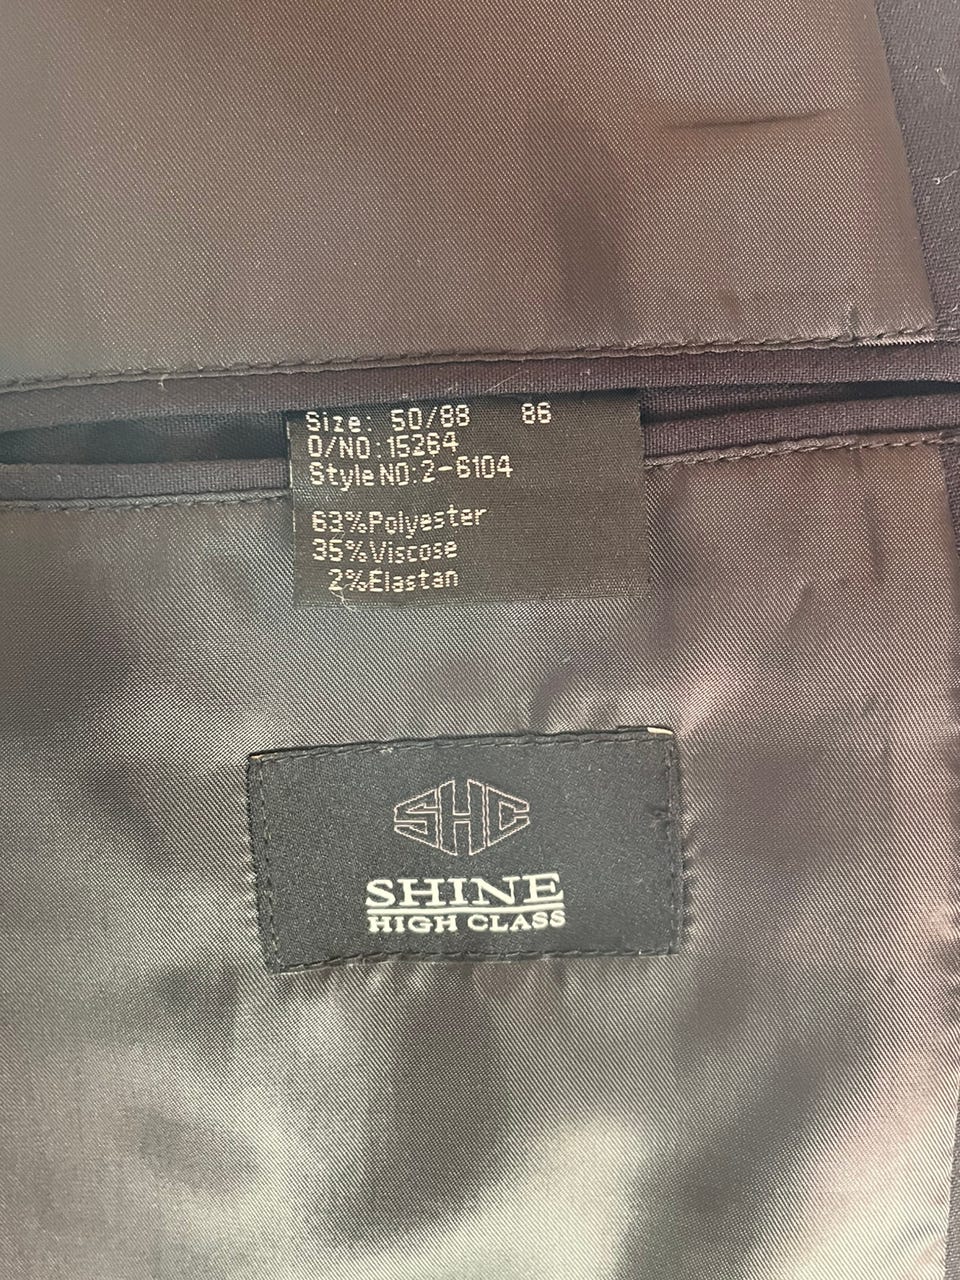 Size: 50/88 86
O/NO:15264
Style NO:2-6104
63%Polyester
35%Viscose
2%Elastan
SHC
SHINE
HIGH CLASS